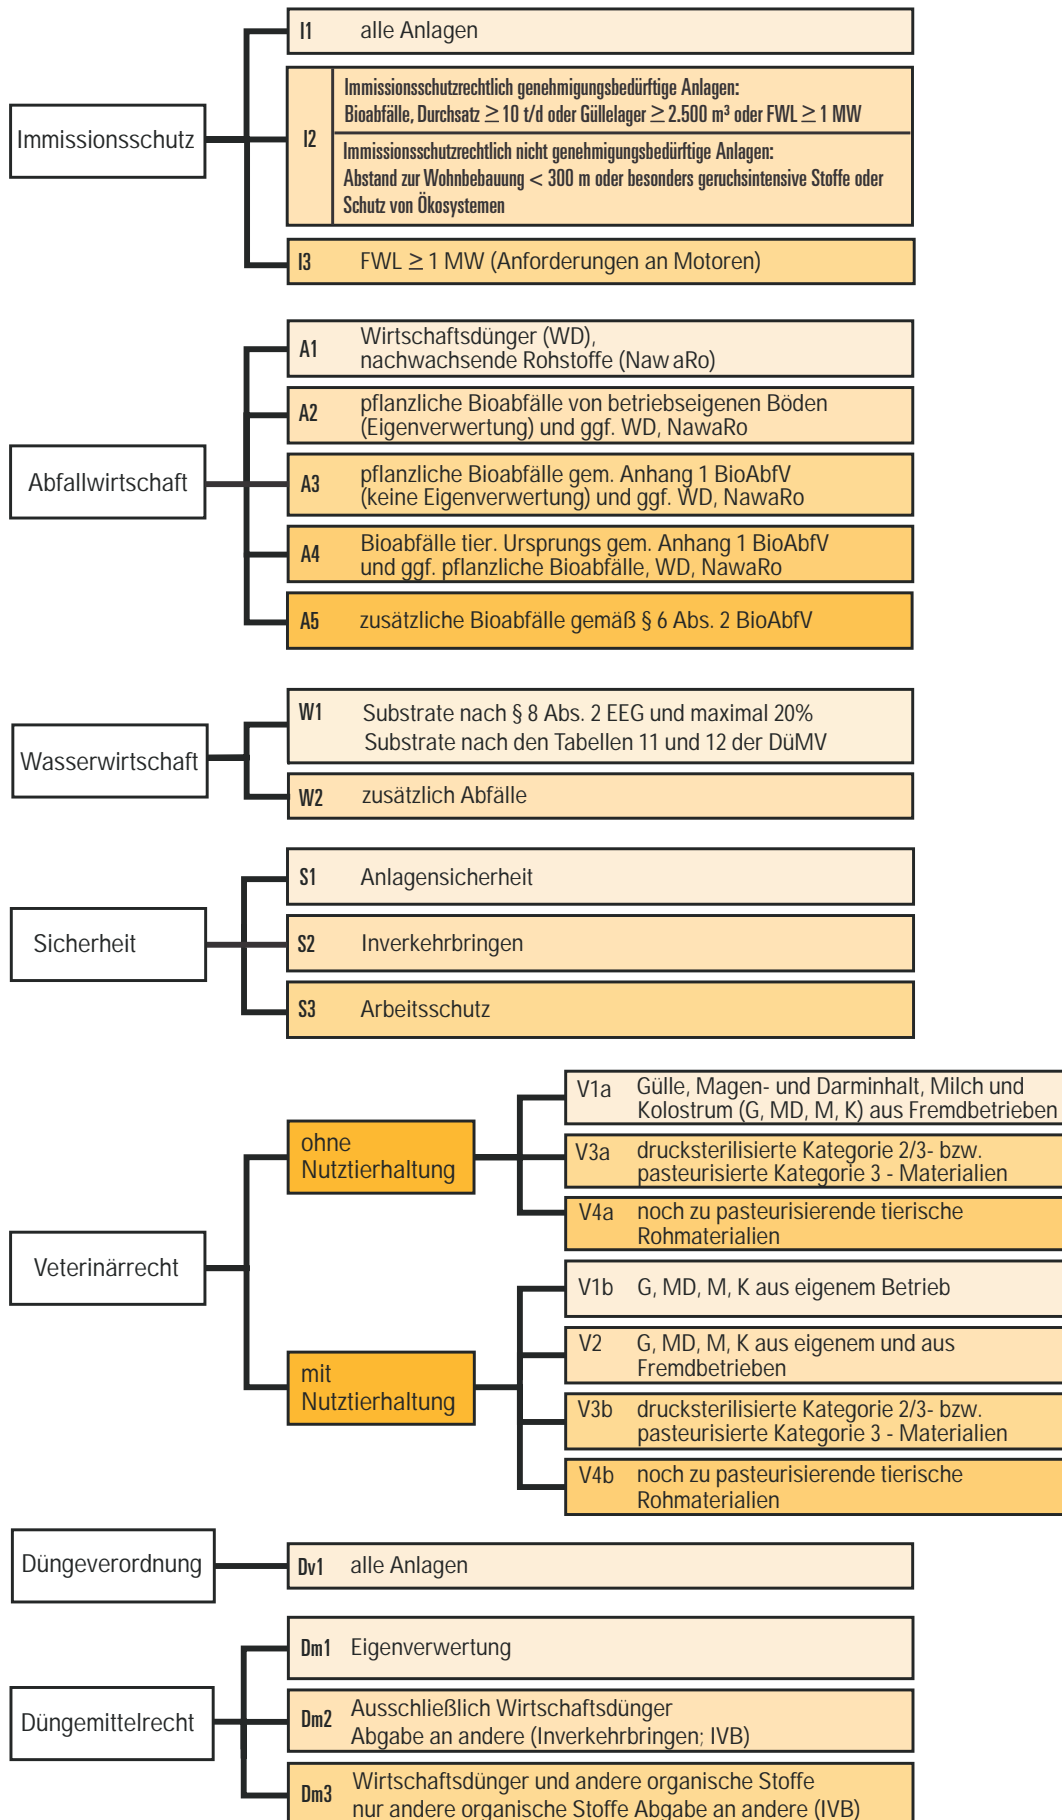 Immissionsschutz
I1 alle Anlagen
I2
Immissionsschutzrechtlich genehmigungsbedürftige Anlagen:
Bioabfälle, Durchsatz ≥ 10 t/d oder Güllelager ≥ 2.500 m³ oder FWL ≥ 1 MW
Immissionsschutzrechtlich nicht genehmigungsbedürftige Anlagen:
Abstand zur Wohnbebauung < 300 m oder besonders geruchsintensive Stoffe oder
Schutz von Ökosystemen
I3 FWL ≥ 1 MW (Anforderungen an Motoren)
Abfallwirtschaft
A1 Wirtschaftsdünger (WD),
nachwachsende Rohstoffe (Naw aRo)
A2 pflanzliche Bioabfälle von betriebseigenen Böden
(Eigenverwertung) und ggf. WD, NawaRo
A3 pflanzliche Bioabfälle gem. Anhang 1 BioAbfV
(keine Eigenverwertung) und ggf. WD, NawaRo
A4 Bioabfälle tier. Ursprungs gem. Anhang 1 BioAbfV
und ggf. pflanzliche Bioabfälle, WD, NawaRo
A5 zusätzliche Bioabfälle gemäß § 6 Abs. 2 BioAbfV
Wasserwirtschaft
W1 Substrate nach § 8 Abs. 2 EEG und maximal 20%
Substrate nach den Tabellen 11 und 12 der DüMV
W2 zusätzlich Abfälle
Sicherheit
S1 Anlagensicherheit
S2 Inverkehrbringen
S3 Arbeitsschutz
Veterinärrecht
ohne
Nutztierhaltung
V1a Gülle, Magen- und Darminhalt, Milch und
Kolostrum (G, MD, M, K) aus Fremdbetrieben
V3a drucksterilisierte Kategorie 2/3- bzw.
pasteurisierte Kategorie 3 - Materialien
V4a noch zu pasteurisierende tierische
Rohmaterialien
mit
Nutztierhaltung
V1b G, MD, M, K aus eigenem Betrieb
V2 G, MD, M, K aus eigenem und aus
Fremdbetrieben
V3b drucksterilisierte Kategorie 2/3- bzw.
pasteurisierte Kategorie 3 - Materialien
V4b noch zu pasteurisierende tierische
Rohmaterialien
Düngeverordnung
Dv1 alle Anlagen
Düngemittelrecht
Dm1 Eigenverwertung
Dm2 Ausschließlich Wirtschaftsdünger
Abgabe an andere (Inverkehrbringen; IVB)
Dm3 Wirtschaftsdünger und andere organische Stoffe
nur andere organische Stoffe Abgabe an andere (IVB)